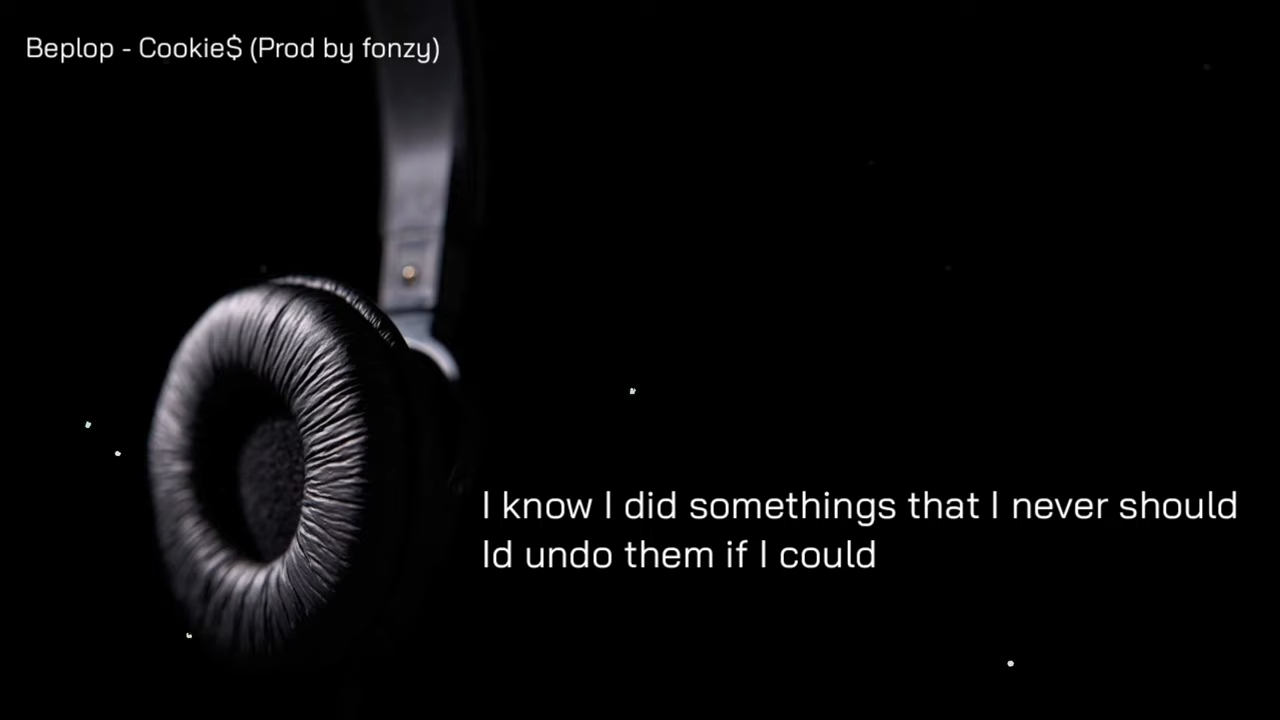 Beplop - Cookie$ (Prod by fonzy)
I know I did somethings that I never should
Id undo them if I could